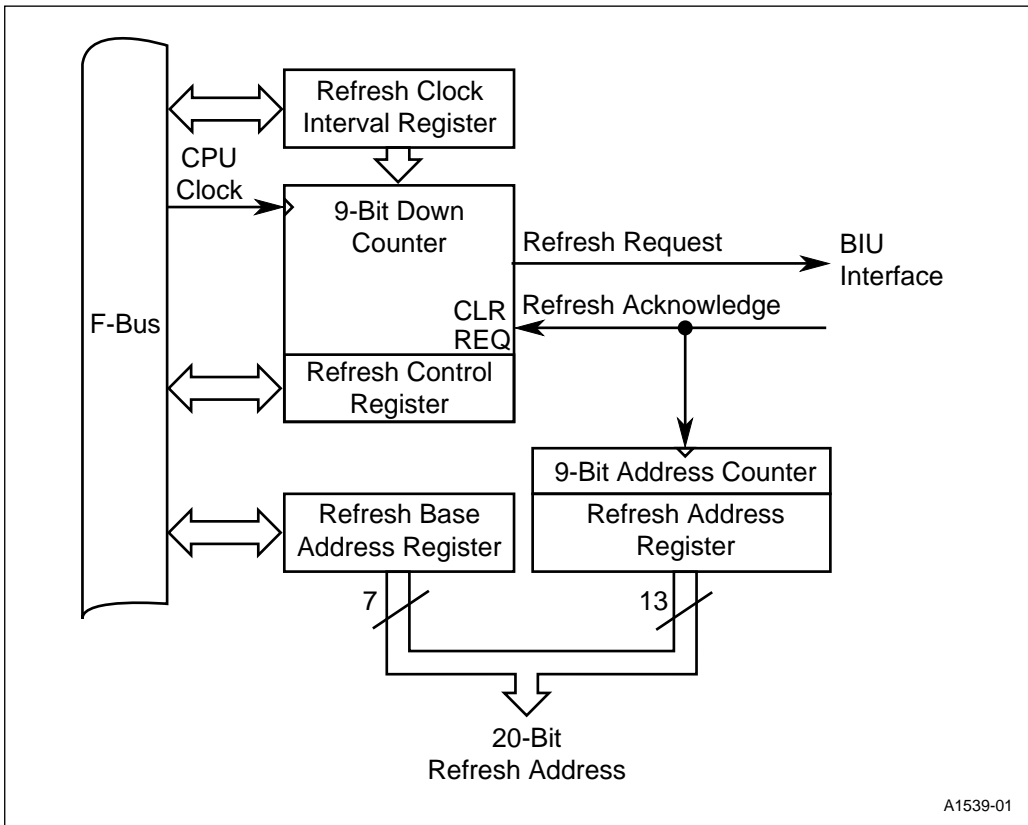 Refresh Clock
Interval Register
CPU
Clock
9-Bit Down
Counter
Refresh Request
BIU
Interface
F-Bus
CLR
REQ
Refresh Acknowledge
Refresh Control
Register
9-Bit Address Counter
Refresh Base
Address Register
Refresh Address
Register
7
13
20-Bit
Refresh Address
A1539-01